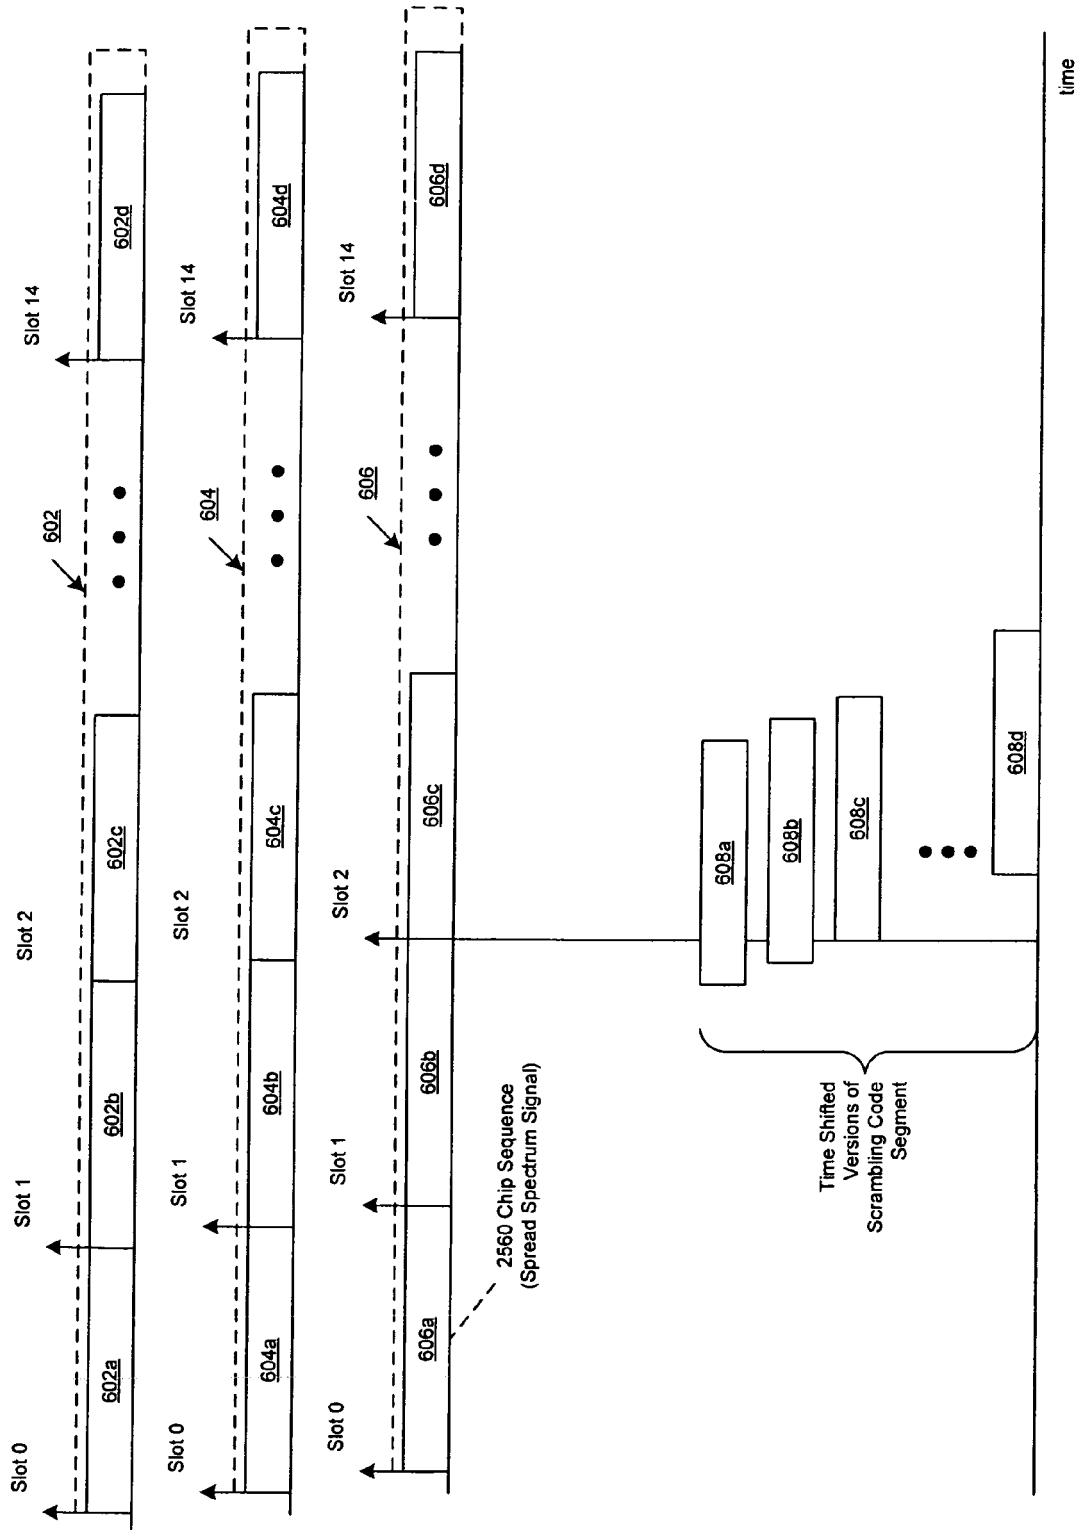 Slot 0
Slot 1
Slot 2
Slot 14
602
602a
602b
602c
602d
Slot 0
Slot 1
Slot 2
Slot 14
604
604a
604b
604c
604d
Slot 0
Slot 1
Slot 2
Slot 14
606
606a
606b
606c
606d
2560 Chip Sequence
(Spread Spectrum Signal)
608a
608b
608c
608d
Time Shifted
Versions of
Scrambling Code
Segment
time